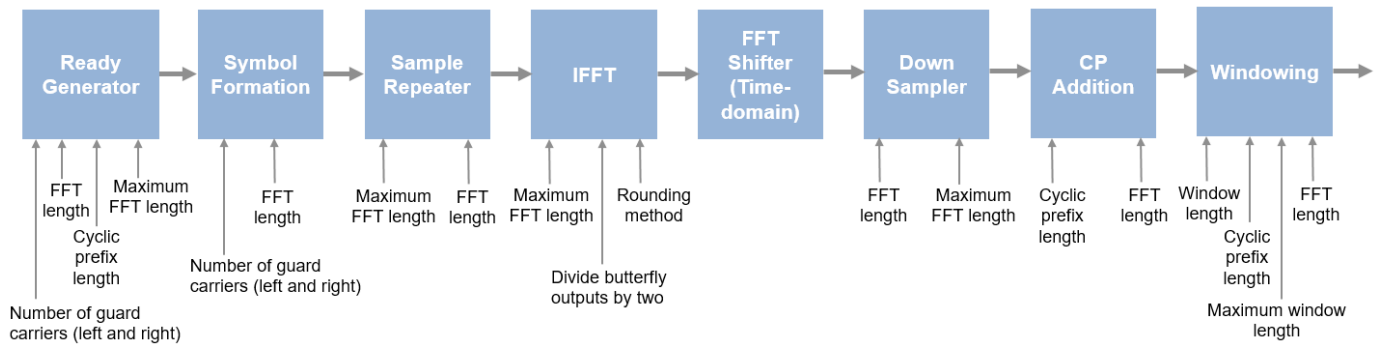 Ready
Generator
Symbol
Formation
Sample
Repeater
IFFT
FFT
Shifter
(Time-
domain)
Down
Sampler
CP
Addition
Windowing
FFT
length
Maximum
FFT length
Cyclic
prefix
length
Number of guard
carriers (left and right)
FFT
length
Number of guard
carriers (left and right)
Maximum
FFT length
FFT
length
Maximum
FFT length
Rounding
method
Divide butterfly
outputs by two
FFT
length
Maximum
FFT length
Cyclic
prefix
length
FFT
length
Window
length
FFT
length
Cyclic
prefix
length
Maximum window
length